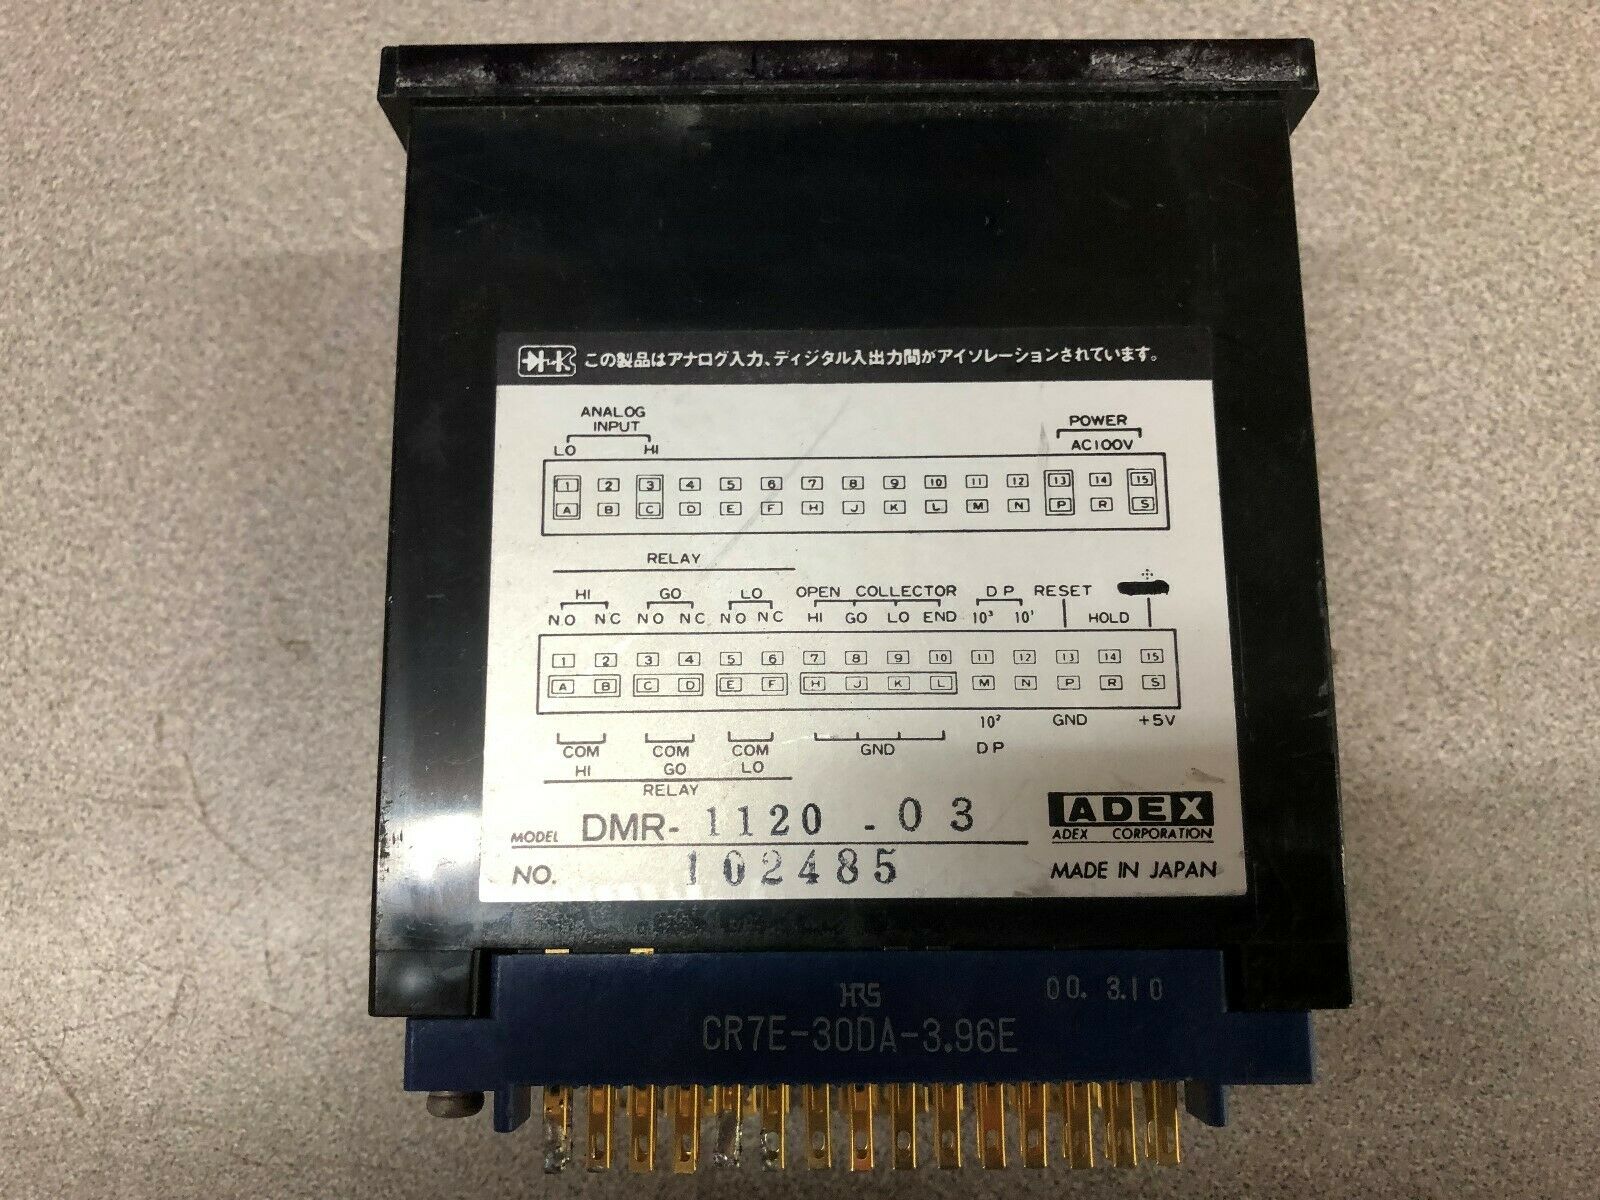 この製品はアナログ入力、ディジタル入出力間がアイソレーションされています。
ANALOG
INPUT
POWER
LO HI AC100V
1 2 3 4 5 6 7 8 9 10 11 12 13 14 15
A B C D E F H J K L M N P R S
RELAY
HI GO LO OPEN COLLECTOR DP RESET
NO NC NO NC NO NC HI GO LO END 10³ 10¹ HOLD
1 2 3 4 5 6 7 8 9 10 11 12 13 14 15
A B C D E F H J K L M N P R S
10² GND +5V
COM COM COM GND DP
HI GO LO
RELAY
MODEL DMR-1120-03
ADEX
ADEX CORPORATION
NO. 102485
MADE IN JAPAN
HRS 00. 3.10
CR7E-30DA-3.96E